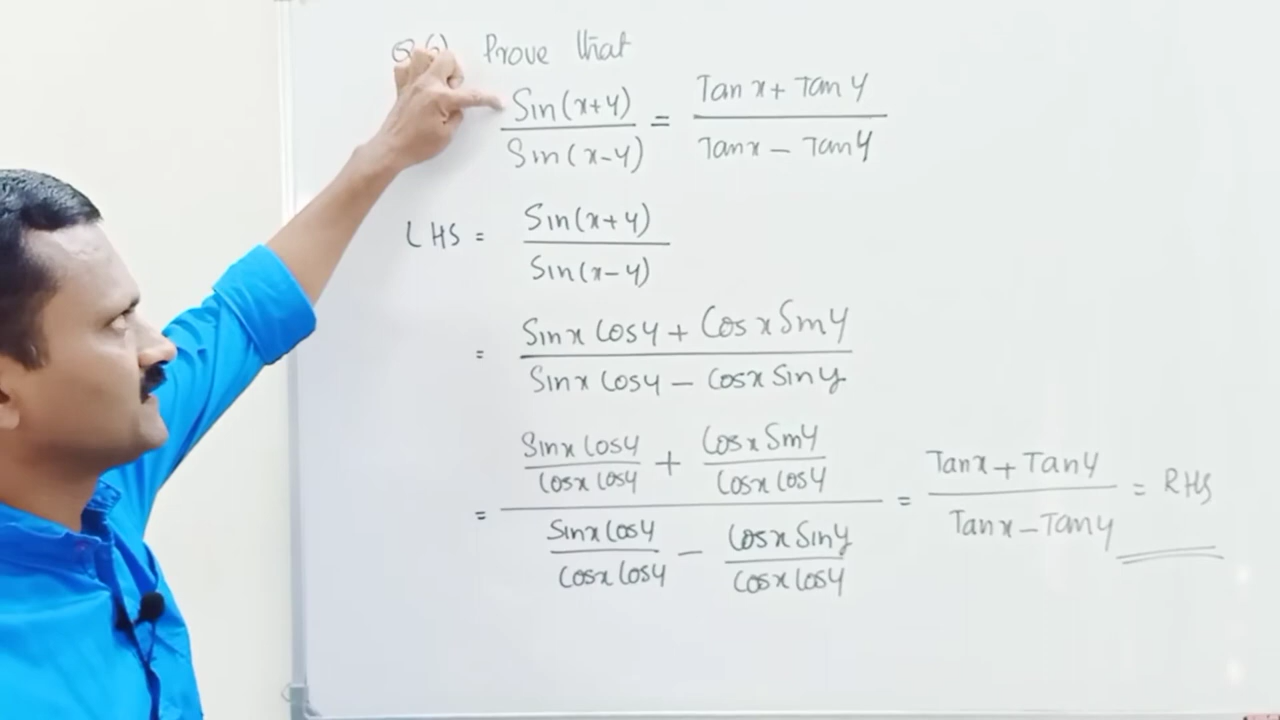 Prove that
Sin(x+y) / Sin(x-y) = Tan x + Tan y / Tan x - Tan y
LHS = Sin(x+y) / Sin(x-y)
= Sin x Cos y + Cos x Sin y / Sin x Cos y - Cos x Sin y
= Sin x Cos y / Cos x Cos y + Cos x Sin y / Cos x Cos y / Sin x Cos y / Cos x Cos y - Cos x Sin y / Cos x Cos y = Tan x + Tan y / Tan x - Tan y = RHS